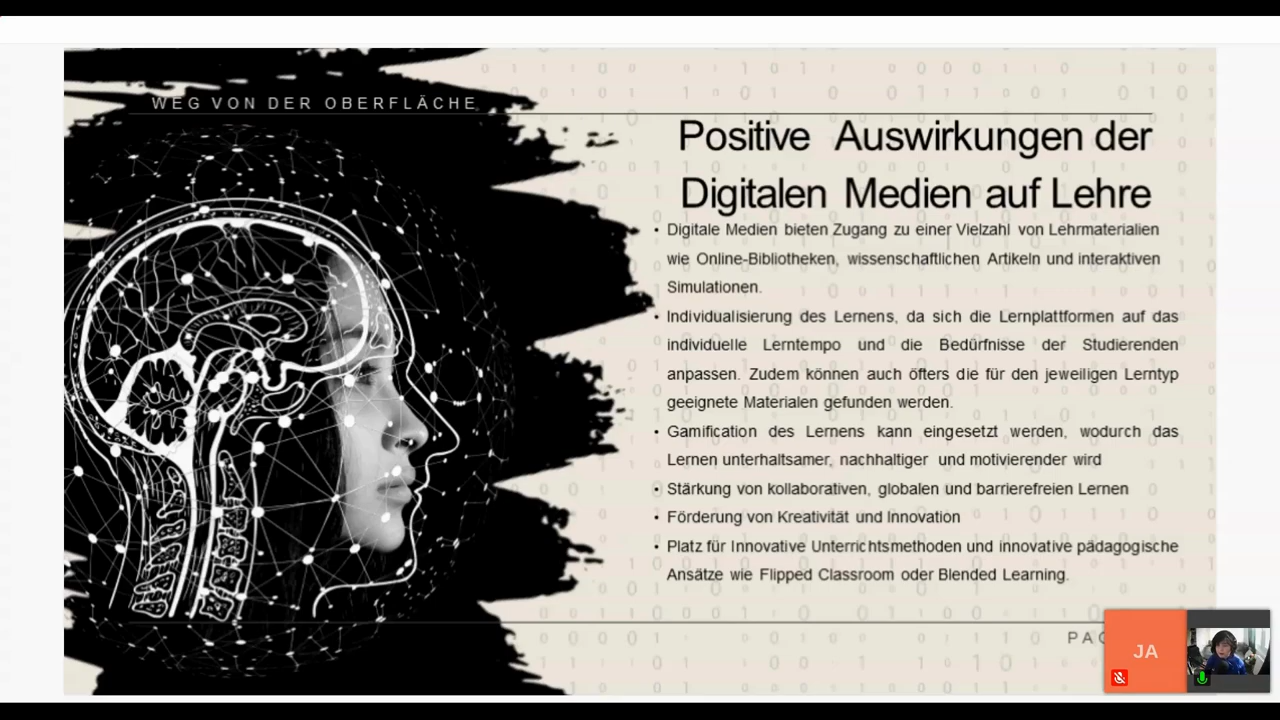 WEG VON DER OBERFLÄCHE
Positive Auswirkungen der
Digitalen Medien auf Lehre
• Digitale Medien bieten Zugang zu einer Vielzahl von Lehrmaterialien
wie Online-Bibliotheken, wissenschaftlichen Artikeln und interaktiven
Simulationen.
• Individualisierung des Lernens, da sich die Lernplattformen auf das
individuelle Lerntempo und die Bedürfnisse der Studierenden
anpassen. Zudem können auch öfters die für den jeweiligen Lerntyp
geeignete Materialen gefunden werden.
• Gamification des Lernens kann eingesetzt werden, wodurch das
Lernen unterhaltsamer, nachhaltiger und motivierender wird
• Stärkung von kollaborativen, globalen und barrierefreien Lernen
• Förderung von Kreativität und Innovation
• Platz für Innovative Unterrichtsmethoden und innovative pädagogische
Ansätze wie Flipped Classroom oder Blended Learning.
JA